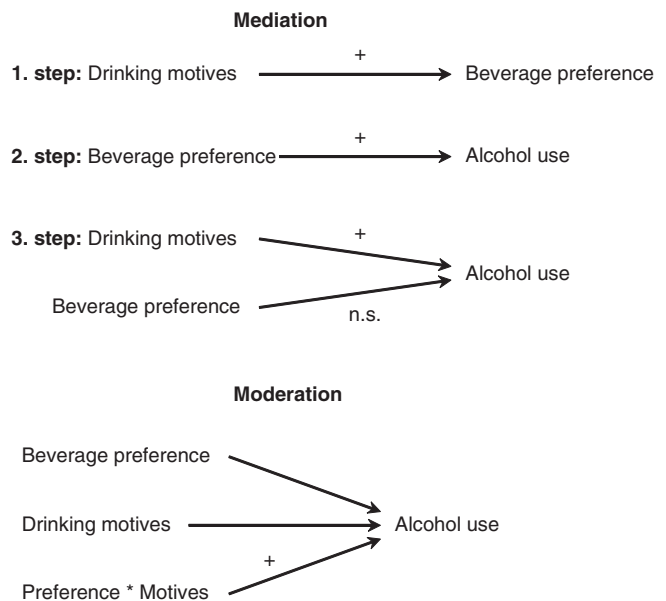 Mediation
+
1. step: Drinking motives Beverage preference
+
2. step: Beverage preference Alcohol use
3. step: Drinking motives +
Alcohol use
Beverage preference
n.s.
Moderation
Beverage preference
Drinking motives Alcohol use
+
Preference * Motives